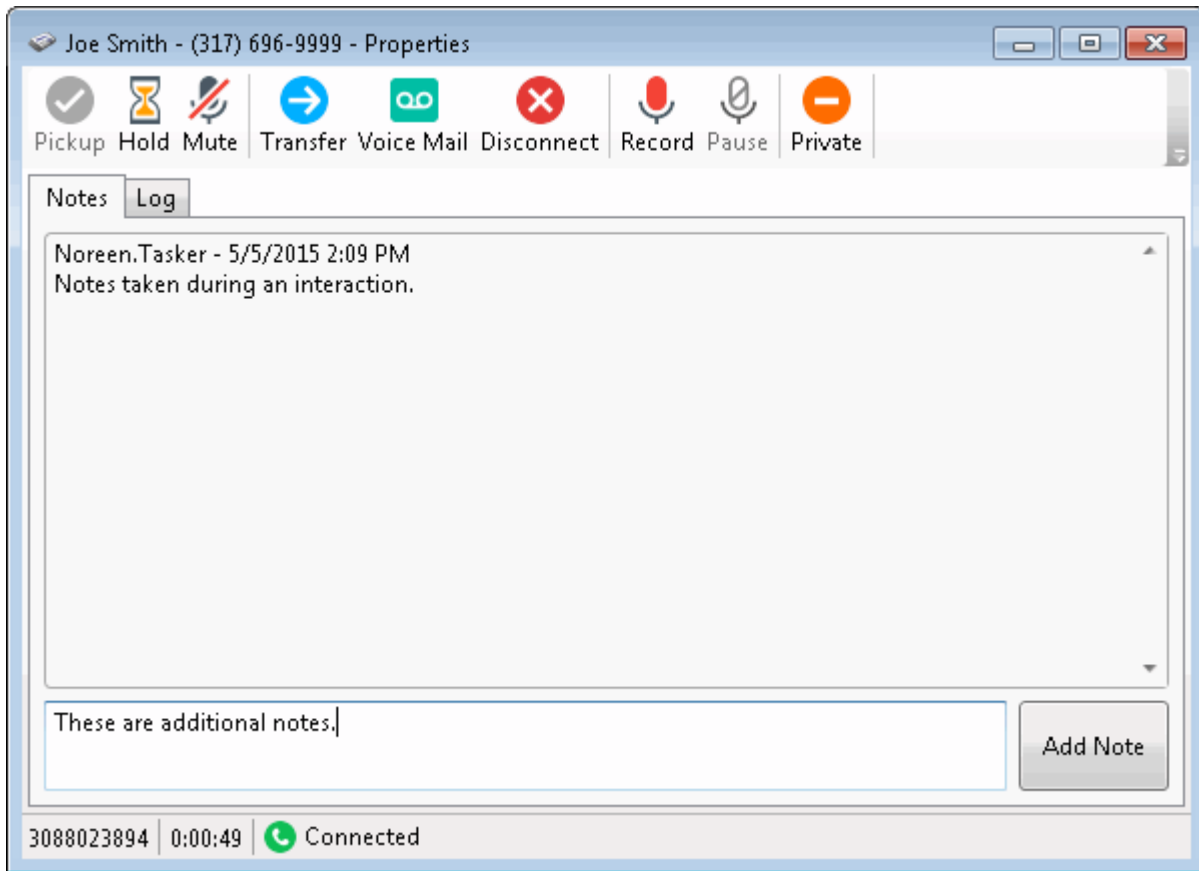 Joe Smith - (317) 696-9999 - Properties
Pickup Hold Mute Transfer Voice Mail Disconnect Record Pause Private
Notes Log
Noreen.Tasker - 5/5/2015 2:09 PM
Notes taken during an interaction.
These are additional notes.
Add Note
3088023894 0:00:49 Connected